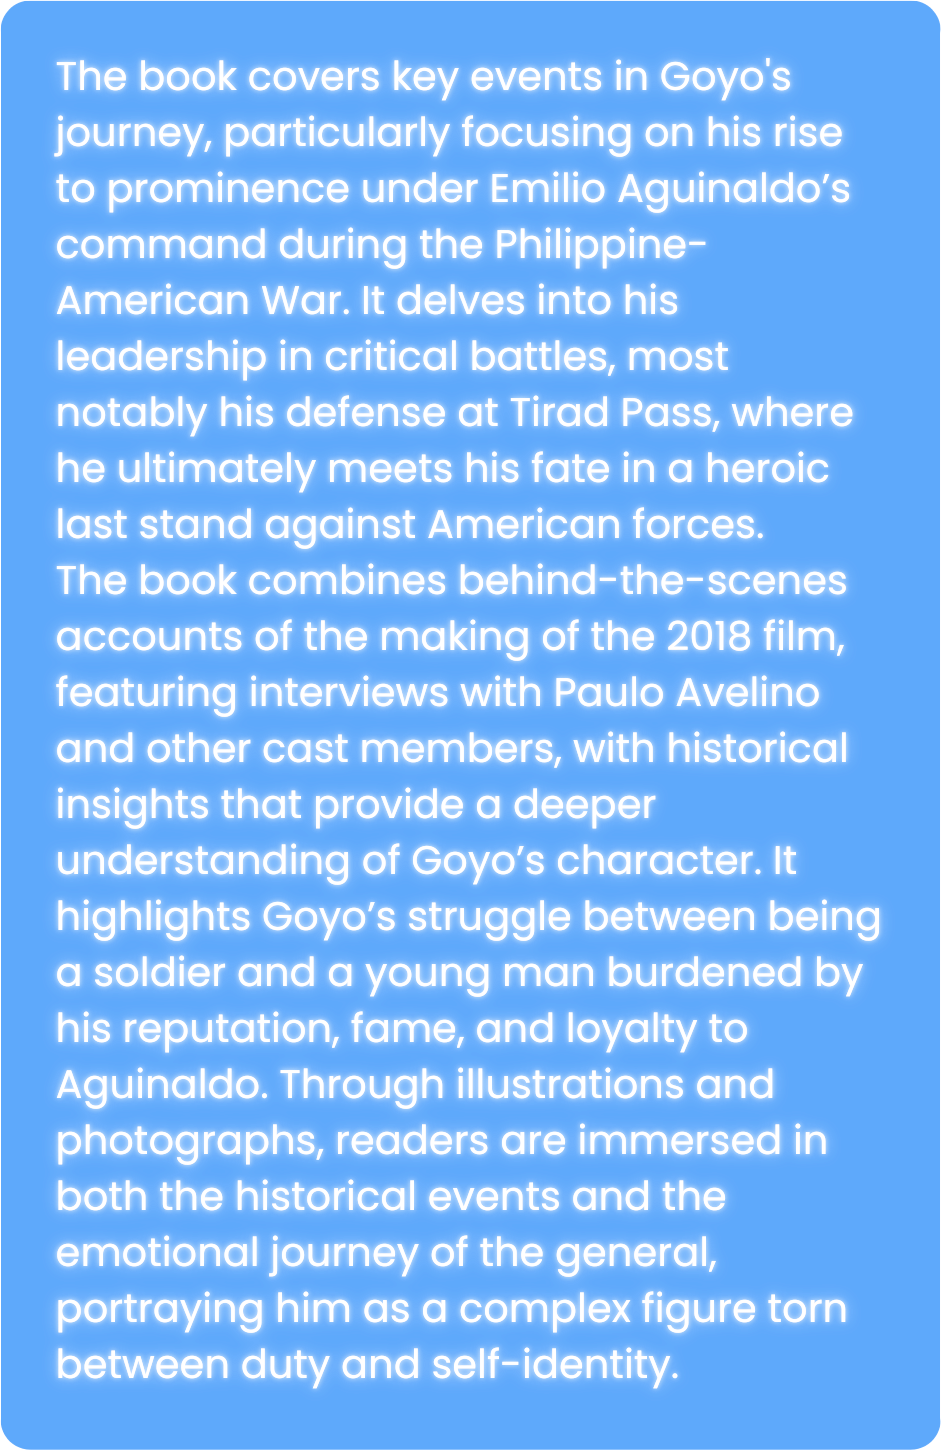 The book covers key events in Goyo's
journey, particularly focusing on his rise
to prominence under Emilio Aguinaldo’s
command during the Philippine-
American War. It delves into his
leadership in critical battles, most
notably his defense at Tirad Pass, where
he ultimately meets his fate in a heroic
last stand against American forces.
The book combines behind-the-scenes
accounts of the making of the 2018 film,
featuring interviews with Paulo Avelino
and other cast members, with historical
insights that provide a deeper
understanding of Goyo’s character. It
highlights Goyo’s struggle between being
a soldier and a young man burdened by
his reputation, fame, and loyalty to
Aguinaldo. Through illustrations and
photographs, readers are immersed in
both the historical events and the
emotional journey of the general,
portraying him as a complex figure torn
between duty and self-identity.